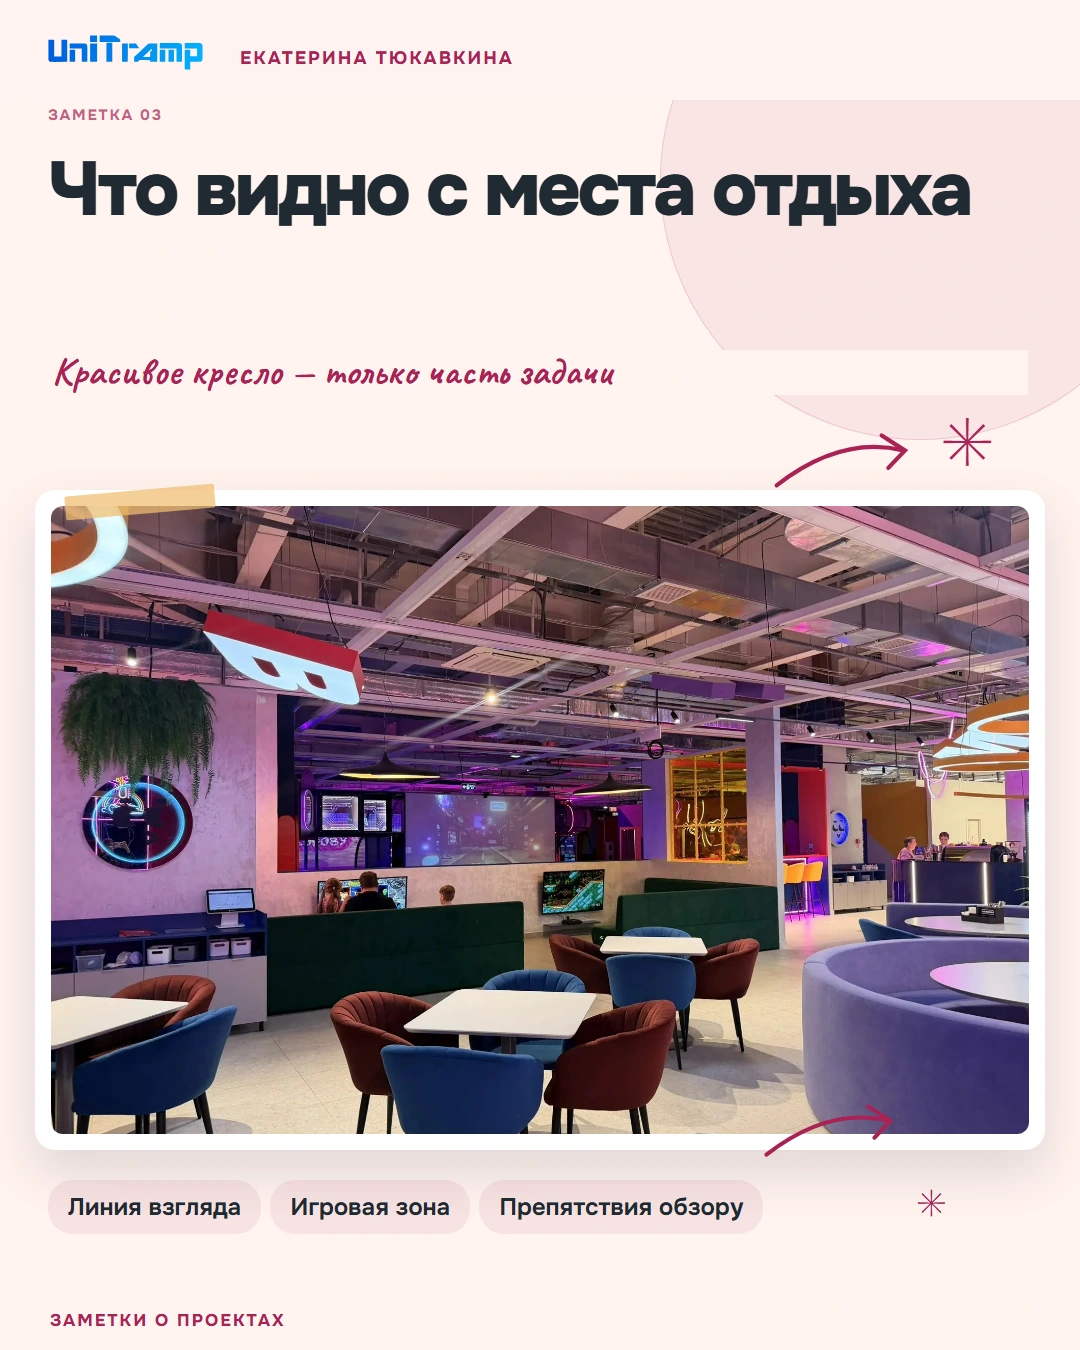 UniTramp
ЕКАТЕРИНА ТЮКАВКИНА
ЗАМЕТКА 03
Что видно с места отдыха
Красивое кресло — только часть задачи
В
Линия взгляда
Игровая зона
Препятствия обзору
ЗАМЕТКИ О ПРОЕКТАХ